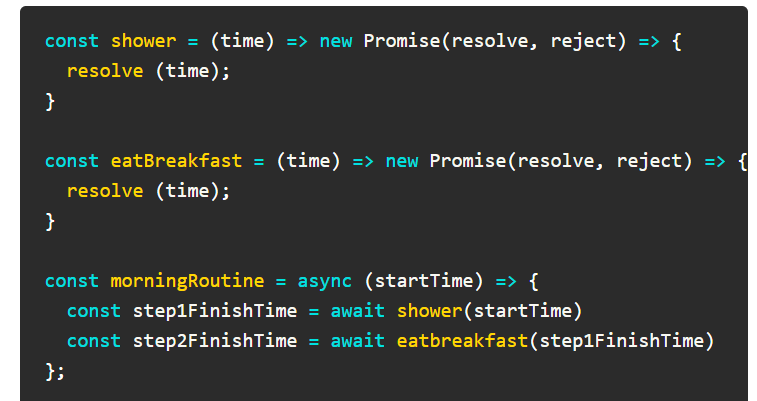 const shower = (time) => new Promise(resolve, reject) => {
  resolve (time);
}

const eatBreakfast = (time) => new Promise(resolve, reject) => {
  resolve (time);
}

const morningRoutine = async (startTime) => {
  const step1FinishTime = await shower(startTime)
  const step2FinishTime = await eatbreakfast(step1FinishTime)
};